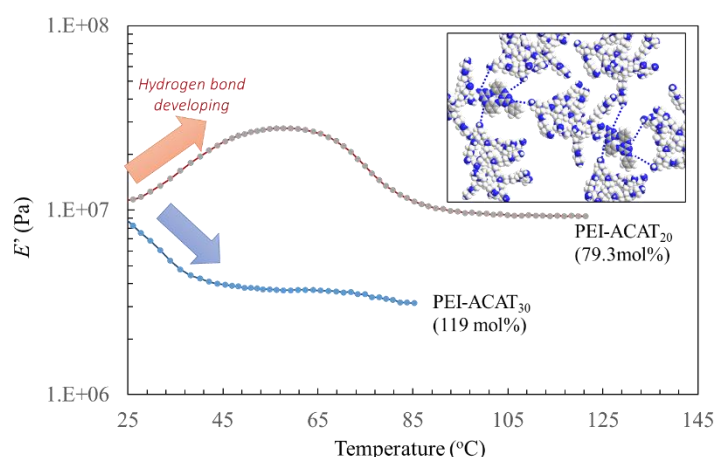 1.E+08
Hydrogen bond
developing
E’ (Pa)
1.E+07
PEI-ACAT₂₀
(79.3mol%)
PEI-ACAT₃₀
(119 mol%)
1.E+06
25 45 65 85 105 125 145
Temperature (°C)